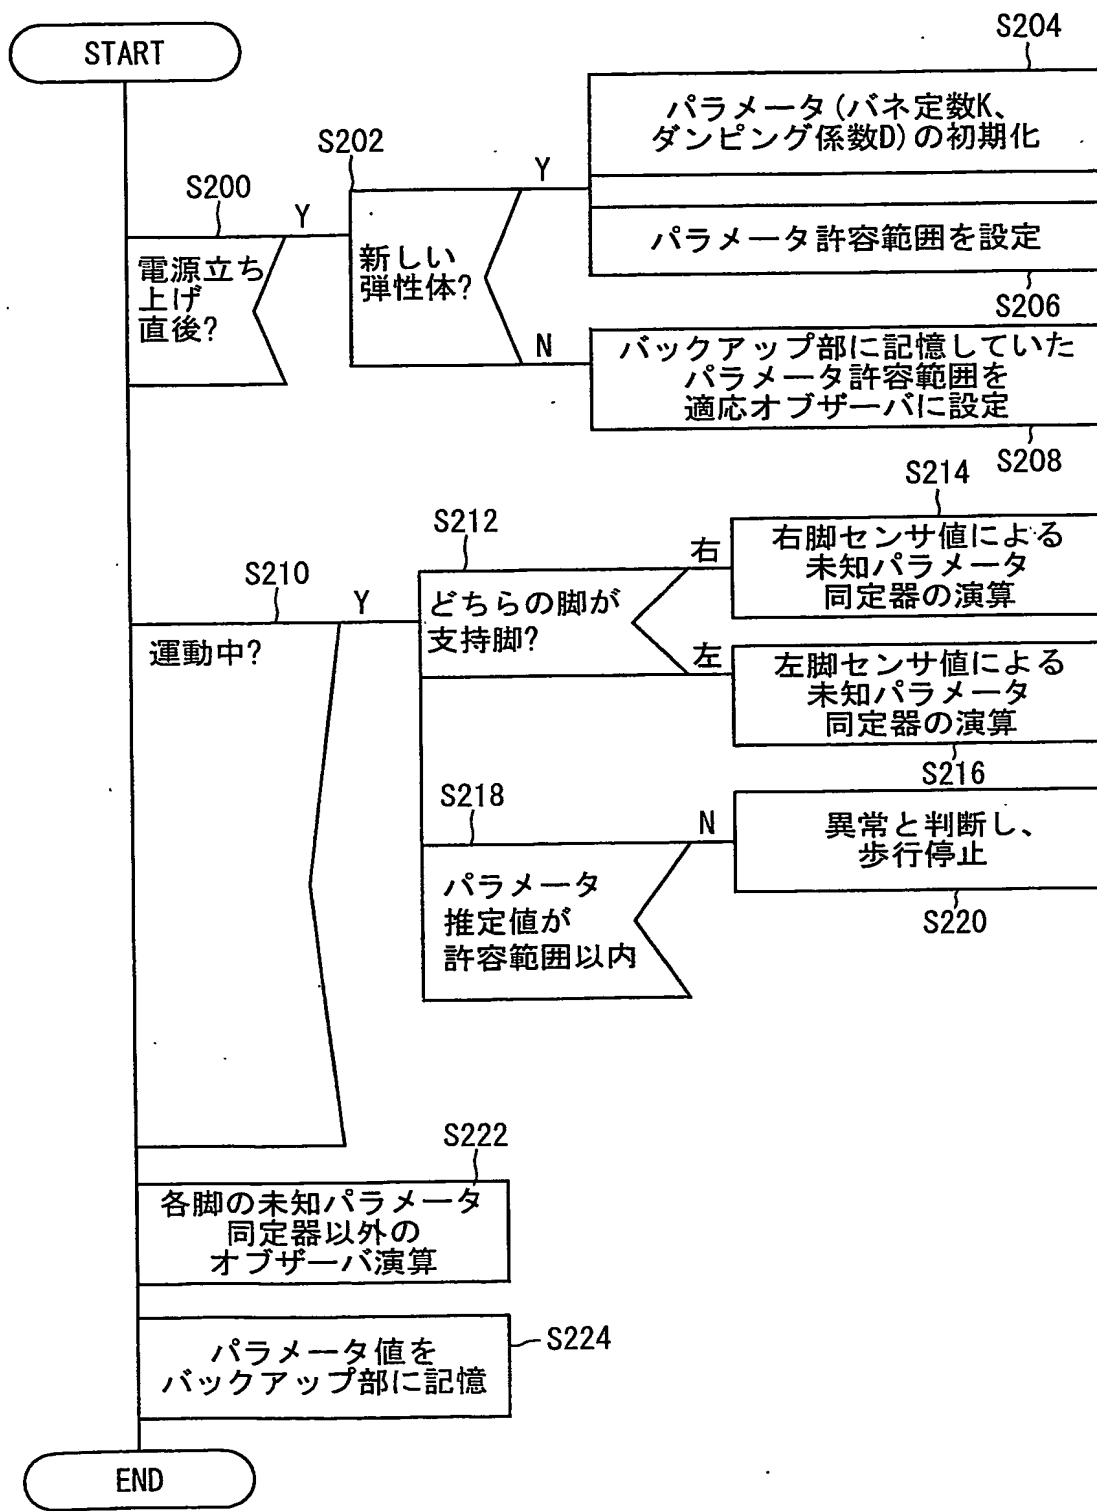 START
S204
パラメータ(バネ定数K、
ダンピング係数D)の初期化
S202
Y
S200
Y
電源立ち
上げ
直後?
新しい
弾性体?
パラメータ許容範囲を設定
S206
N
バックアップ部に記憶していた
パラメータ許容範囲を
適応オブザーバに設定
S208
S214
S212
右
右脚センサ値による
未知パラメータ
同定器の演算
S210
Y
どちらの脚が
支持脚?
運動中?
左
左脚センサ値による
未知パラメータ
同定器の演算
S216
S218
N
異常と判断し、
歩行停止
S220
パラメータ
推定値が
許容範囲以内
S222
各脚の未知パラメータ
同定器以外の
オブザーバ演算
S224
パラメータ値を
バックアップ部に記憶
END